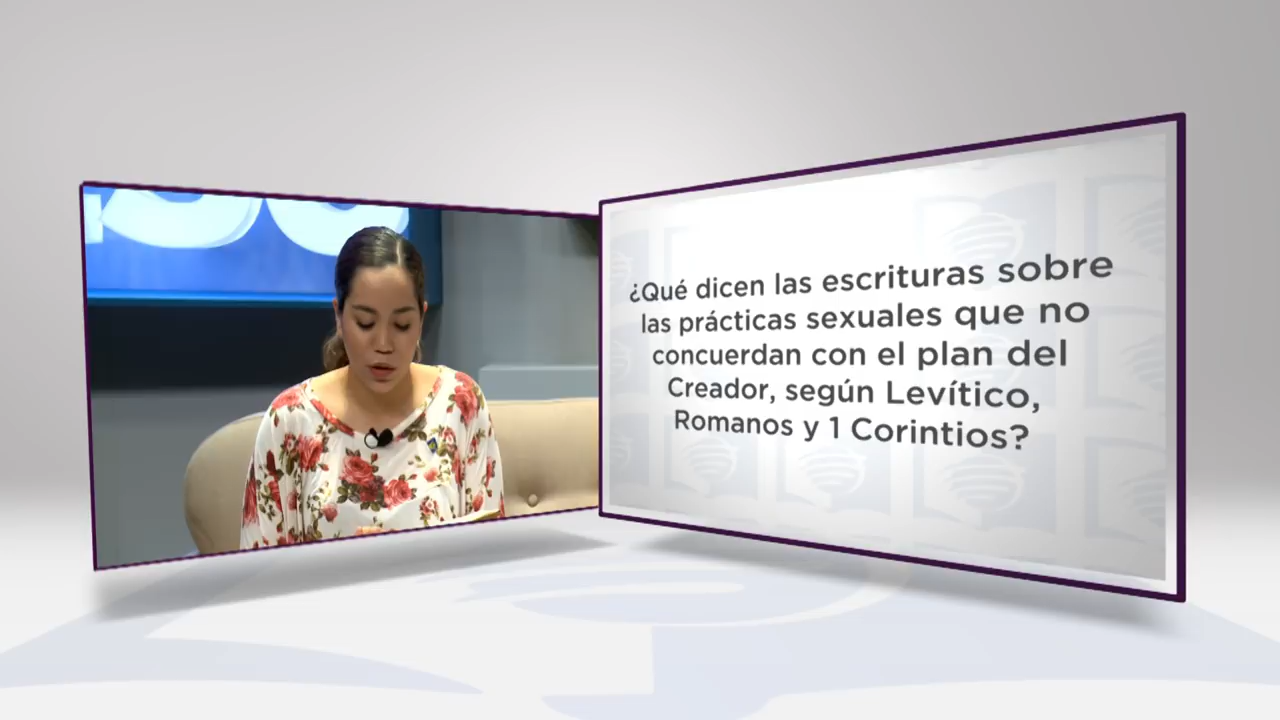 ¿Qué dicen las escrituras sobre
las prácticas sexuales que no
concuerdan con el plan del
Creador, según Levítico,
Romanos y 1 Corintios?